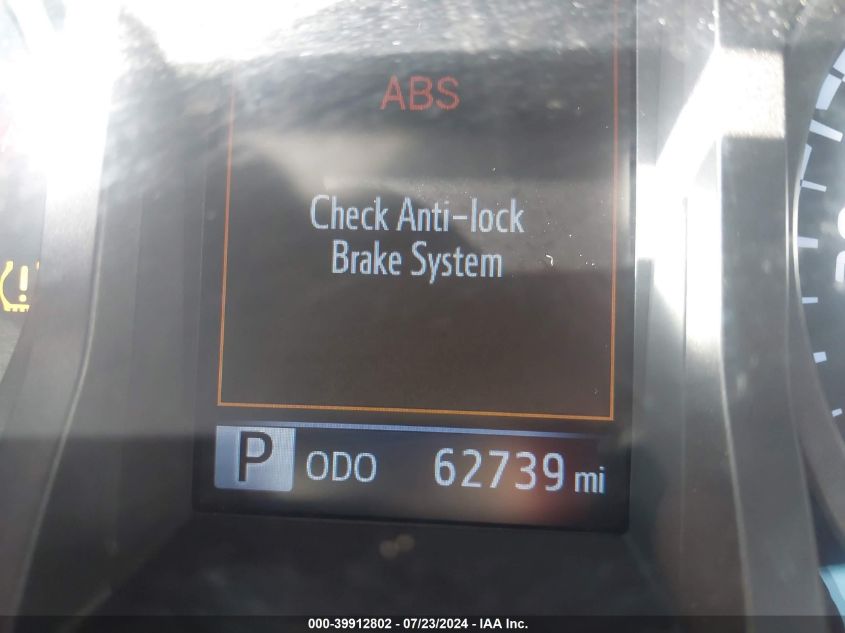 ABS
Check Anti-lock
Brake System
P ODO 62739 mi
000-39912802 - 07/23/2024 - IAA Inc.